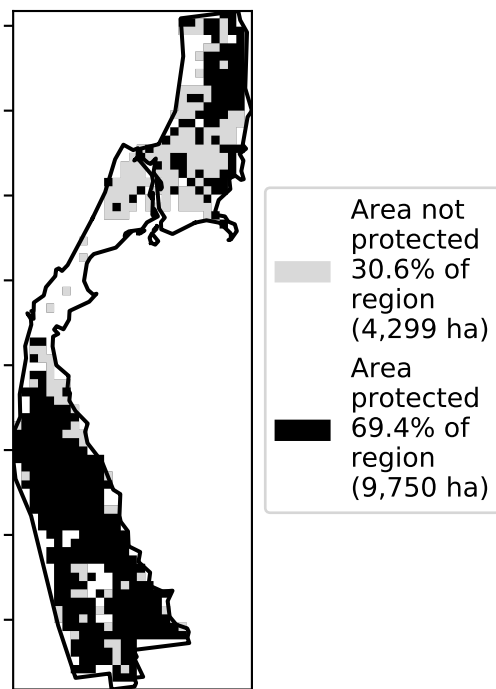 Area not
protected
30.6% of
region
(4,299 ha)
Area
protected
69.4% of
region
(9,750 ha)